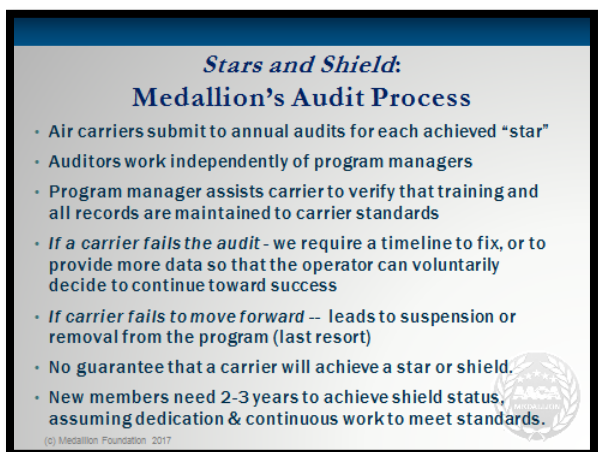 Stars and Shield:
Medallion's Audit Process
• Air carriers submit to annual audits for each achieved "star"
• Auditors work independently of program managers
• Program manager assists carrier to verify that training and
all records are maintained to carrier standards
• If a carrier fails the audit - we require a timeline to fix, or to
provide more data so that the operator can voluntarily
decide to continue toward success
• If carrier fails to move forward -- leads to suspension or
removal from the program (last resort)
• No guarantee that a carrier will achieve a star or shield.
• New members need 2-3 years to achieve shield status,
assuming dedication & continuous work to meet standards.
(c) Medallion Foundation 2017
MEDALLION